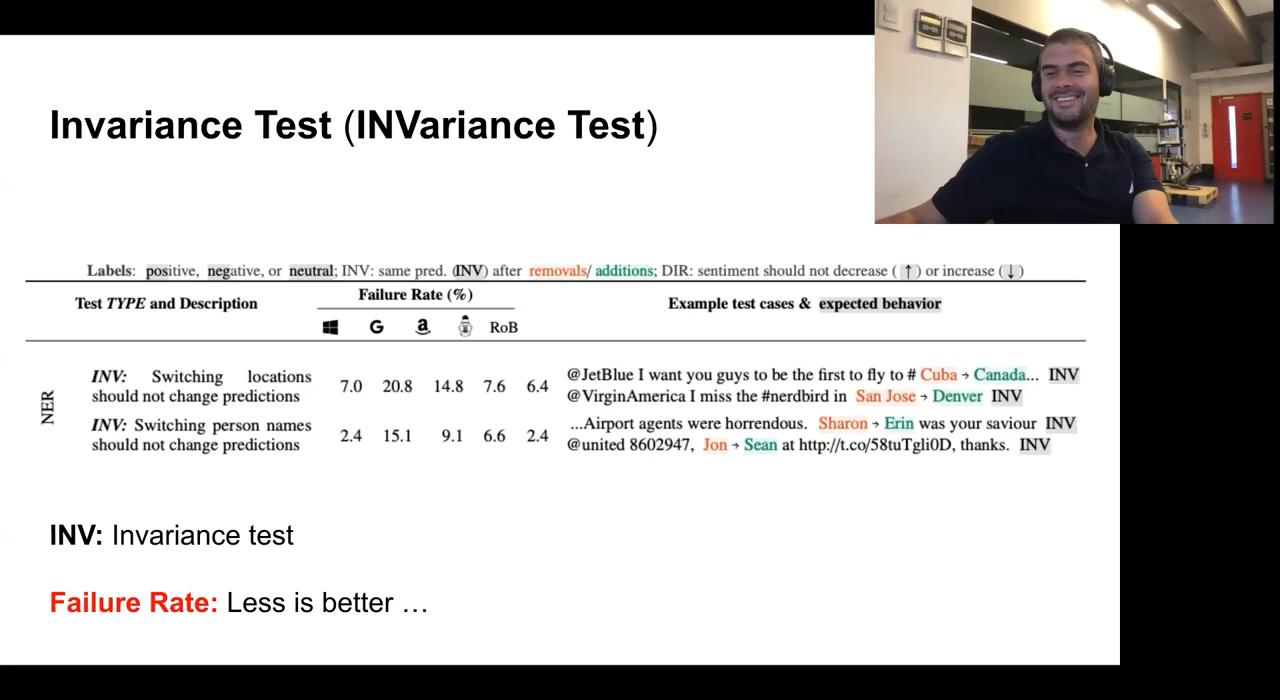 Invariance Test (INVariance Test)
Labels: positive, negative, or neutral; INV: same pred. (INV) after removals/ additions; DIR: sentiment should not decrease ( ↑ ) or increase ( ↓ )
Test TYPE and Description
Failure Rate (%)
Example test cases & expected behavior
G a RoB
NER
INV: Switching locations
should not change predictions
7.0 20.8 14.8 7.6 6.4
@JetBlue I want you guys to be the first to fly to # Cuba → Canada... INV
@VirginAmerica I miss the #nerdbird in San Jose → Denver INV
INV: Switching person names
should not change predictions
2.4 15.1 9.1 6.6 2.4
...Airport agents were horrendous. Sharon → Erin was your saviour INV
@united 8602947, Jon → Sean at http://t.co/58tuTgli0D, thanks. INV
INV: Invariance test
Failure Rate: Less is better …